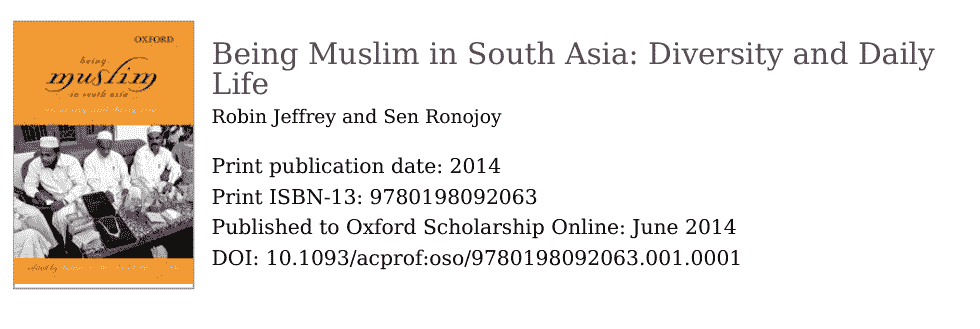 OXFORD
being
muslim
in south asia
edited by
Being Muslim in South Asia: Diversity and Daily
Life
Robin Jeffrey and Sen Ronojoy
Print publication date: 2014
Print ISBN-13: 9780198092063
Published to Oxford Scholarship Online: June 2014
DOI: 10.1093/acprof:oso/9780198092063.001.0001